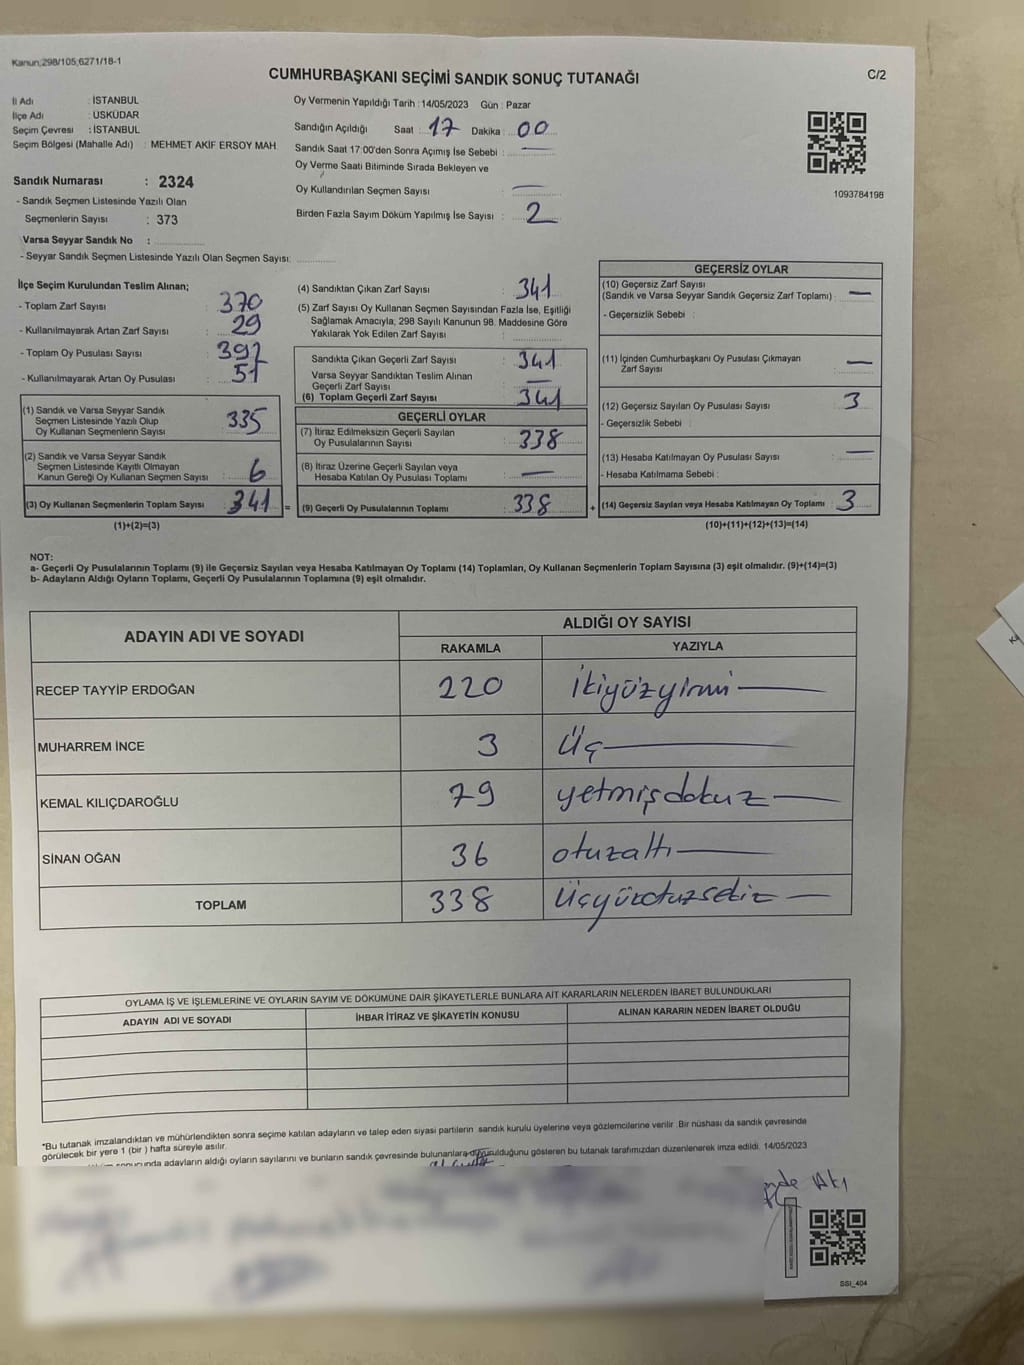 Kanun;298/105;6271/18-1
CUMHURBAŞKANI SEÇİMİ SANDIK SONUÇ TUTANAĞI
C/2
İl Adı : İSTANBUL
İlçe Adı : ÜSKÜDAR
Seçim Çevresi : İSTANBUL
Seçim Bölgesi (Mahalle Adı) : MEHMET AKİF ERSOY MAH
Sandık Numarası : 2324
- Sandık Seçmen Listesinde Yazılı Olan
Seçmenlerin Sayısı : 373
Varsa Seyyar Sandık No :
- Seyyar Sandık Seçmen Listesinde Yazılı Olan Seçmen Sayısı:
Oy Vermenin Yapıldığı Tarih : 14/05/2023 Gün : Pazar
Sandığın Açıldığı Saat : 17 Dakika : 00
Sandık Saat 17:00'den Sonra Açımış İse Sebebi : —
Oy Verme Saati Bitiminde Sırada Bekleyen ve
Oy Kullandırılan Seçmen Sayısı —
Birden Fazla Sayım Döküm Yapılmış İse Sayısı : 2
1093784198
İlçe Seçim Kurulundan Teslim Alınan;
- Toplam Zarf Sayısı : 370
- Kullanılmayarak Artan Zarf Sayısı : 29
- Toplam Oy Pusulası Sayısı : 392
- Kullanılmayarak Artan Oy Pusulası : 51
(1) Sandık ve Varsa Seyyar Sandık
Seçmen Listesinde Yazılı Olup
Oy Kullanan Seçmenlerin Sayısı 335
(2) Sandık ve Varsa Seyyar Sandık
Seçmen Listesinde Kayıtlı Olmayan
Kanun Gereği Oy Kullanan Seçmen Sayısı : 6
(3) Oy Kullanan Seçmenlerin Toplam Sayısı : 341 =
(1)+(2)=(3)
(4) Sandıktan Çıkan Zarf Sayısı : 341
(5) Zarf Sayısı Oy Kullanan Seçmen Sayısından Fazla İse, Eşitliği
Sağlamak Amacıyla, 298 Sayılı Kanunun 98. Maddesine Göre
Yakılarak Yok Edilen Zarf Sayısı :
Sandıkta Çıkan Geçerli Zarf Sayısı : 341
Varsa Seyyar Sandıktan Teslim Alınan
Geçerli Zarf Sayısı : —
(6) Toplam Geçerli Zarf Sayısı : 341
GEÇERLİ OYLAR
(7) İtiraz Edilmeksizin Geçerli Sayılan
Oy Pusulalarının Sayısı : 338
(8) İtiraz Üzerine Geçerli Sayılan veya
Hesaba Katılan Oy Pusulası Toplamı : —
(9) Geçerli Oy Pusulalarının Toplamı : 338 +
GEÇERSİZ OYLAR
(10) Geçersiz Zarf Sayısı
(Sandık ve Varsa Seyyar Sandık Geçersiz Zarf Toplamı) : —
- Geçersizlik Sebebi :
(11) İçinden Cumhurbaşkanı Oy Pusulası Çıkmayan
Zarf Sayısı : —
(12) Geçersiz Sayılan Oy Pusulası Sayısı : 3
- Geçersizlik Sebebi :
(13) Hesaba Katılmayan Oy Pusulası Sayısı : —
- Hesaba Katılmama Sebebi :
(14) Geçersiz Sayılan veya Hesaba Katılmayan Oy Toplamı : 3
(10)+(11)+(12)+(13)=(14)
NOT:
a- Geçerli Oy Pusulalarının Toplamı (9) ile Geçersiz Sayılan veya Hesaba Katılmayan Oy Toplamı (14) Toplamları, Oy Kullanan Seçmenlerin Toplam Sayısına (3) eşit olmalıdır. (9)+(14)=(3)
b- Adayların Aldığı Oyların Toplamı, Geçerli Oy Pusulalarının Toplamına (9) eşit olmalıdır.
ADAYIN ADI VE SOYADI
ALDIĞI OY SAYISI
RAKAMLA YAZIYLA
RECEP TAYYİP ERDOĞAN 220 ikiyüzyirmi —
MUHARREM İNCE 3 Üç —
KEMAL KILIÇDAROĞLU 79 yetmişdokuz —
SİNAN OĞAN 36 otuzaltı —
TOPLAM 338 Üçyüzotuzsekiz —
OYLAMA İŞ VE İŞLEMLERİNE VE OYLARIN SAYIM VE DÖKÜMÜNE DAİR ŞİKAYETLERLE BUNLARA AİT KARARLARIN NELERDEN İBARET BULUNDUKLARI
ADAYIN ADI VE SOYADI İHBAR İTİRAZ VE ŞİKAYETİN KONUSU ALINAN KARARIN NEDEN İBARET OLDUĞU
*Bu tutanak imzalandıktan ve mühürlendikten sonra seçime katılan adayların ve talep eden siyasi partilerin sandık kurulu üyelerine veya gözlemcilerine verilir .Bir nüshası da sandık çevresinde
görülecek bir yere 1 (bir ) hafta süreyle asılır.
adayların aldığı oyların sayılarını ve bunların sandık çevresinde bulunanlara duyurulduğunu gösteren bu tutanak tarafımızdan düzenlenerek imza edildi. 14/05/2023
SSİ_404